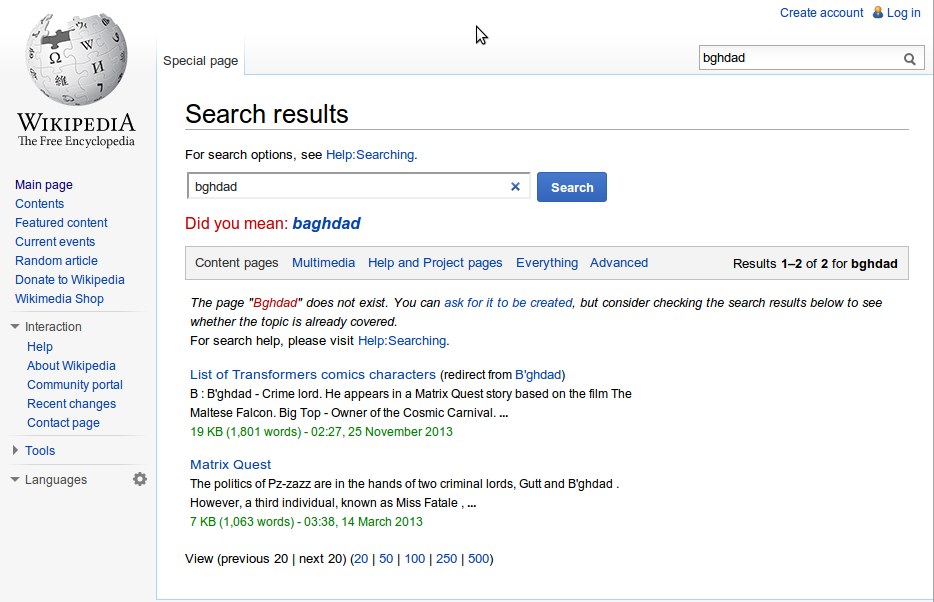 Create account Log in
Special page
bghdad
Ω W И 維 7
WIKIPEDIA
The Free Encyclopedia
Main page
Contents
Featured content
Current events
Random article
Donate to Wikipedia
Wikimedia Shop
Interaction
Help
About Wikipedia
Community portal
Recent changes
Contact page
Tools
Languages
Search results
For search options, see Help:Searching.
bghdad × Search
Did you mean: baghdad
Content pages Multimedia Help and Project pages Everything Advanced Results 1–2 of 2 for bghdad
The page "Bghdad" does not exist. You can ask for it to be created, but consider checking the search results below to see
whether the topic is already covered.
For search help, please visit Help:Searching.
List of Transformers comics characters (redirect from B'ghdad)
B : B'ghdad - Crime lord. He appears in a Matrix Quest story based on the film The
Maltese Falcon. Big Top - Owner of the Cosmic Carnival. ...
19 KB (1,801 words) - 02:27, 25 November 2013
Matrix Quest
The politics of Pz-zazz are in the hands of two criminal lords, Gutt and B'ghdad .
However, a third individual, known as Miss Fatale , ...
7 KB (1,063 words) - 03:38, 14 March 2013
View (previous 20 | next 20) (20 | 50 | 100 | 250 | 500)